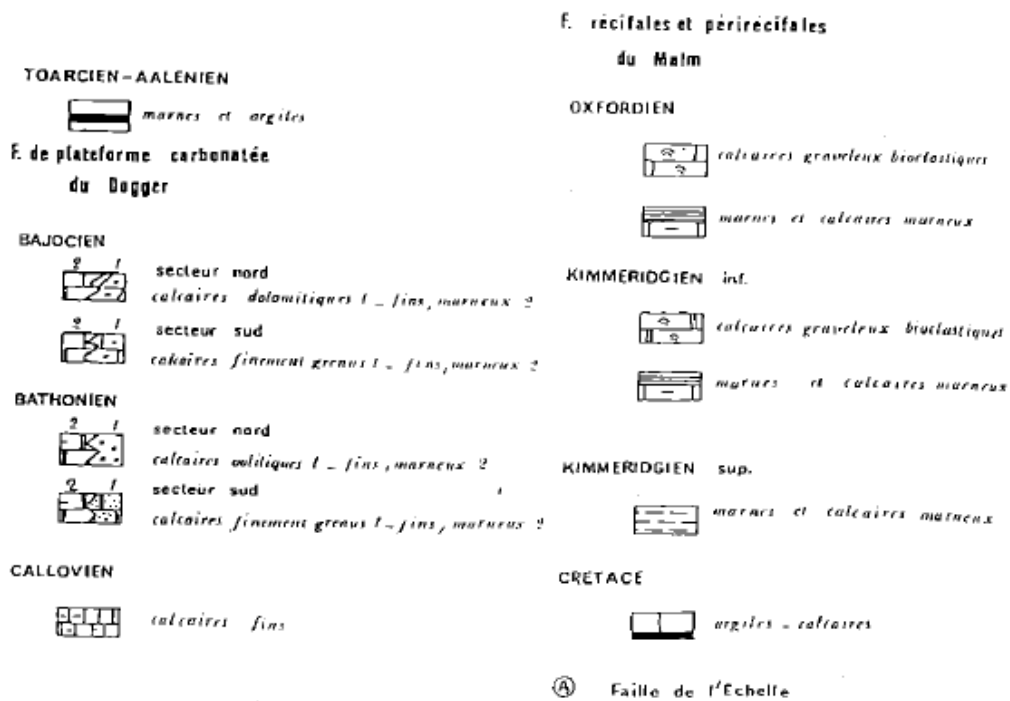 TOARCIEN-AALENIEN
marnes et argiles
F. de plateforme carbonatée
du Dogger
BAJOCIEN
2 1
secteur nord
calcaires dolomitiques 1 _ fins, marneux 2
2 1
secteur sud
calcaires finement grenus 1 _ fins, marneux 2
BATHONIEN
2 1
secteur nord
calcaires oolitiques 1 _ fins, marneux 2
2 1
secteur sud
calcaires finement grenus 1 _ fins, marneux 2
CALLOVIEN
calcaires fins
F. récifales et périrécifales
du Malm
OXFORDIEN
calcaires graveleux bioclastiques
marnes et calcaires marneux
KIMMERIDGIEN inf.
calcaires graveleux bioclastiques
marnes et calcaires marneux
KIMMERIDGIEN sup.
marnes et calcaires marneux
CRETACE
argiles _ calcaires
A Faille de l'Échelle